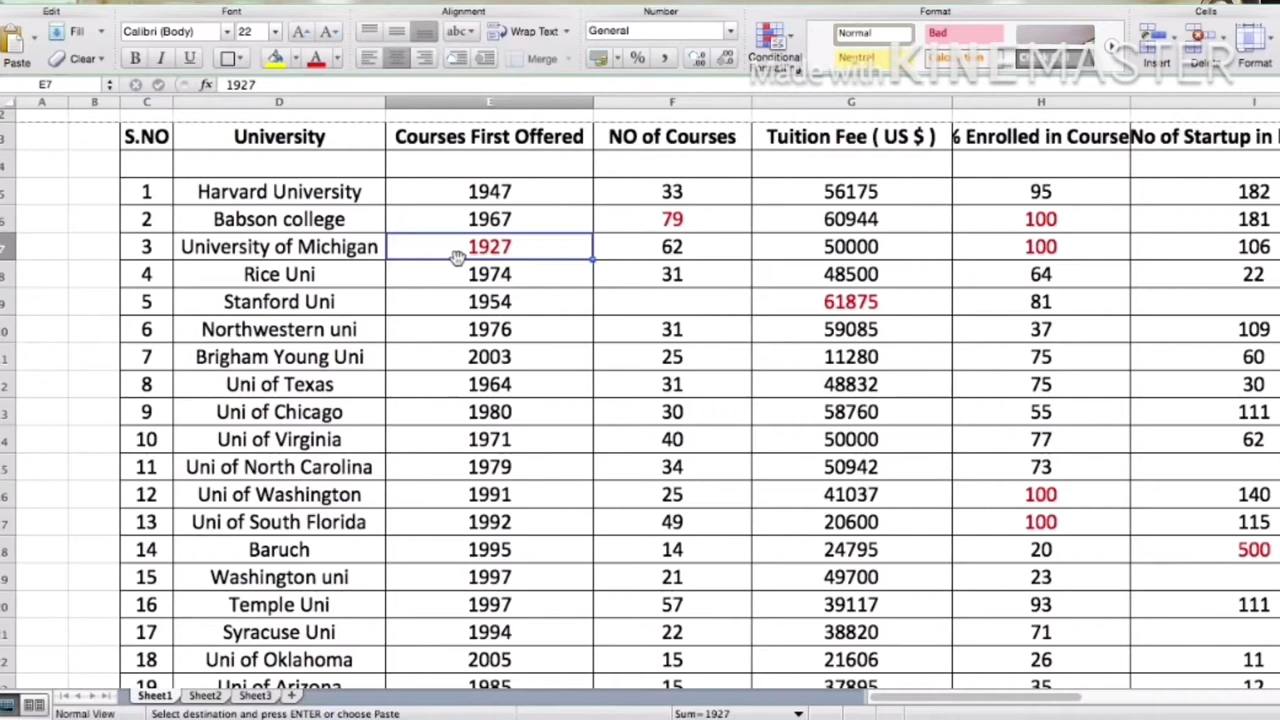 Edit Font Alignment Number Format Cells
Fill Calibri (Body) 22 A A abc Wrap Text General Normal Bad
Paste Clear B I U A Merge % , Conditional Neutral Calculation Insert Delete Format
Made with KINEMASTER
E7 fx 1927
A B C D E F G H I
S.NO University Courses First Offered NO of Courses Tuition Fee ( US $ ) % Enrolled in Course No of Startup in
1 Harvard University 1947 33 56175 95 182
2 Babson college 1967 79 60944 100 181
3 University of Michigan 1927 62 50000 100 106
4 Rice Uni 1974 31 48500 64 22
5 Stanford Uni 1954 61875 81
6 Northwestern uni 1976 31 59085 37 109
7 Brigham Young Uni 2003 25 11280 75 60
8 Uni of Texas 1964 31 48832 75 30
9 Uni of Chicago 1980 30 58760 55 111
10 Uni of Virginia 1971 40 50000 77 62
11 Uni of North Carolina 1979 34 50942 73
12 Uni of Washington 1991 25 41037 100 140
13 Uni of South Florida 1992 49 20600 100 115
14 Baruch 1995 14 24795 20 500
15 Washington uni 1997 21 49700 23
16 Temple Uni 1997 57 39117 93 111
17 Syracuse Uni 1994 22 38820 71
18 Uni of Oklahoma 2005 15 21606 26 11
19 Uni of Arizona 1985 15 37895 35 12
Sheet1 Sheet2 Sheet3 +
Normal View Select destination and press ENTER or choose Paste Sum=1927